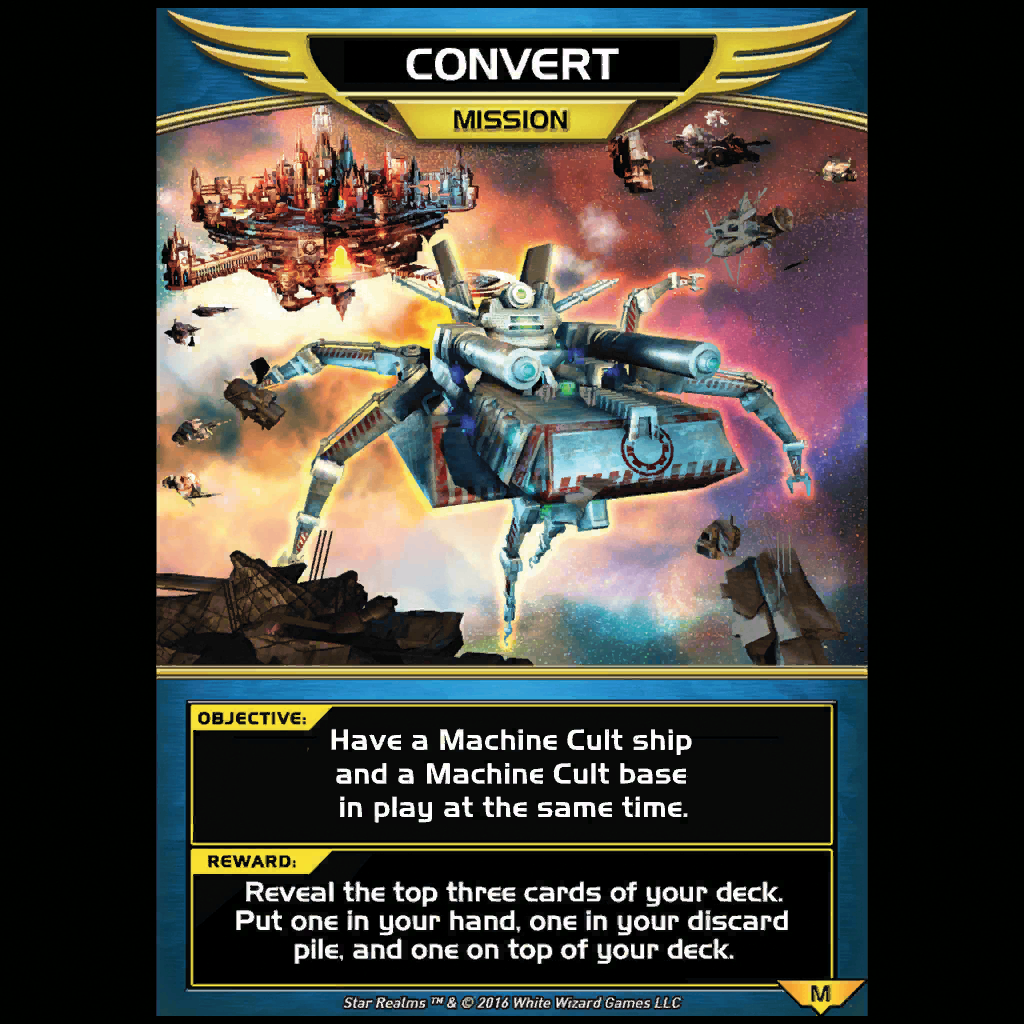 CONVERT
MISSION
OBJECTIVE:
Have a Machine Cult ship
and a Machine Cult base
in play at the same time.
REWARD:
Reveal the top three cards of your deck.
Put one in your hand, one in your discard
pile, and one on top of your deck.
M
Star Realms ™ & © 2016 White Wizard Games LLC